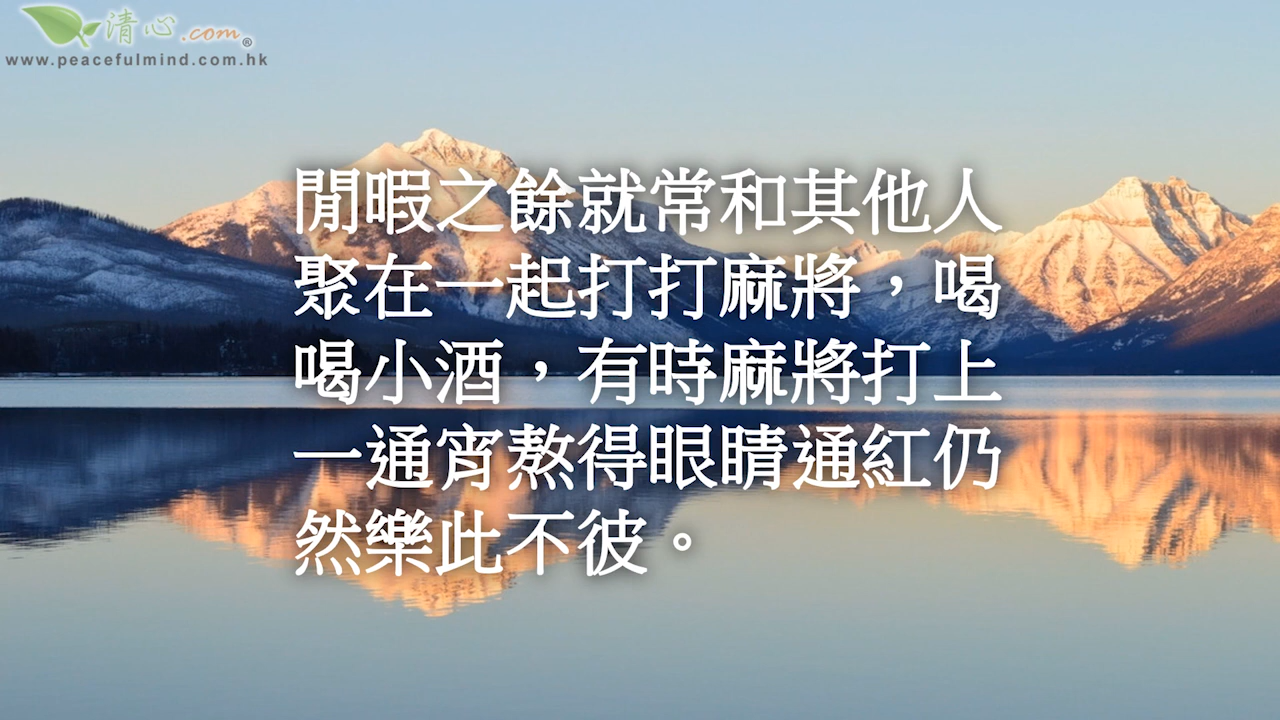 清心.com®
www.peacefulmind.com.hk
閒暇之餘就常和其他人
聚在一起打打麻將，喝
喝小酒，有時麻將打上
一通宵熬得眼睛通紅仍
然樂此不彼。